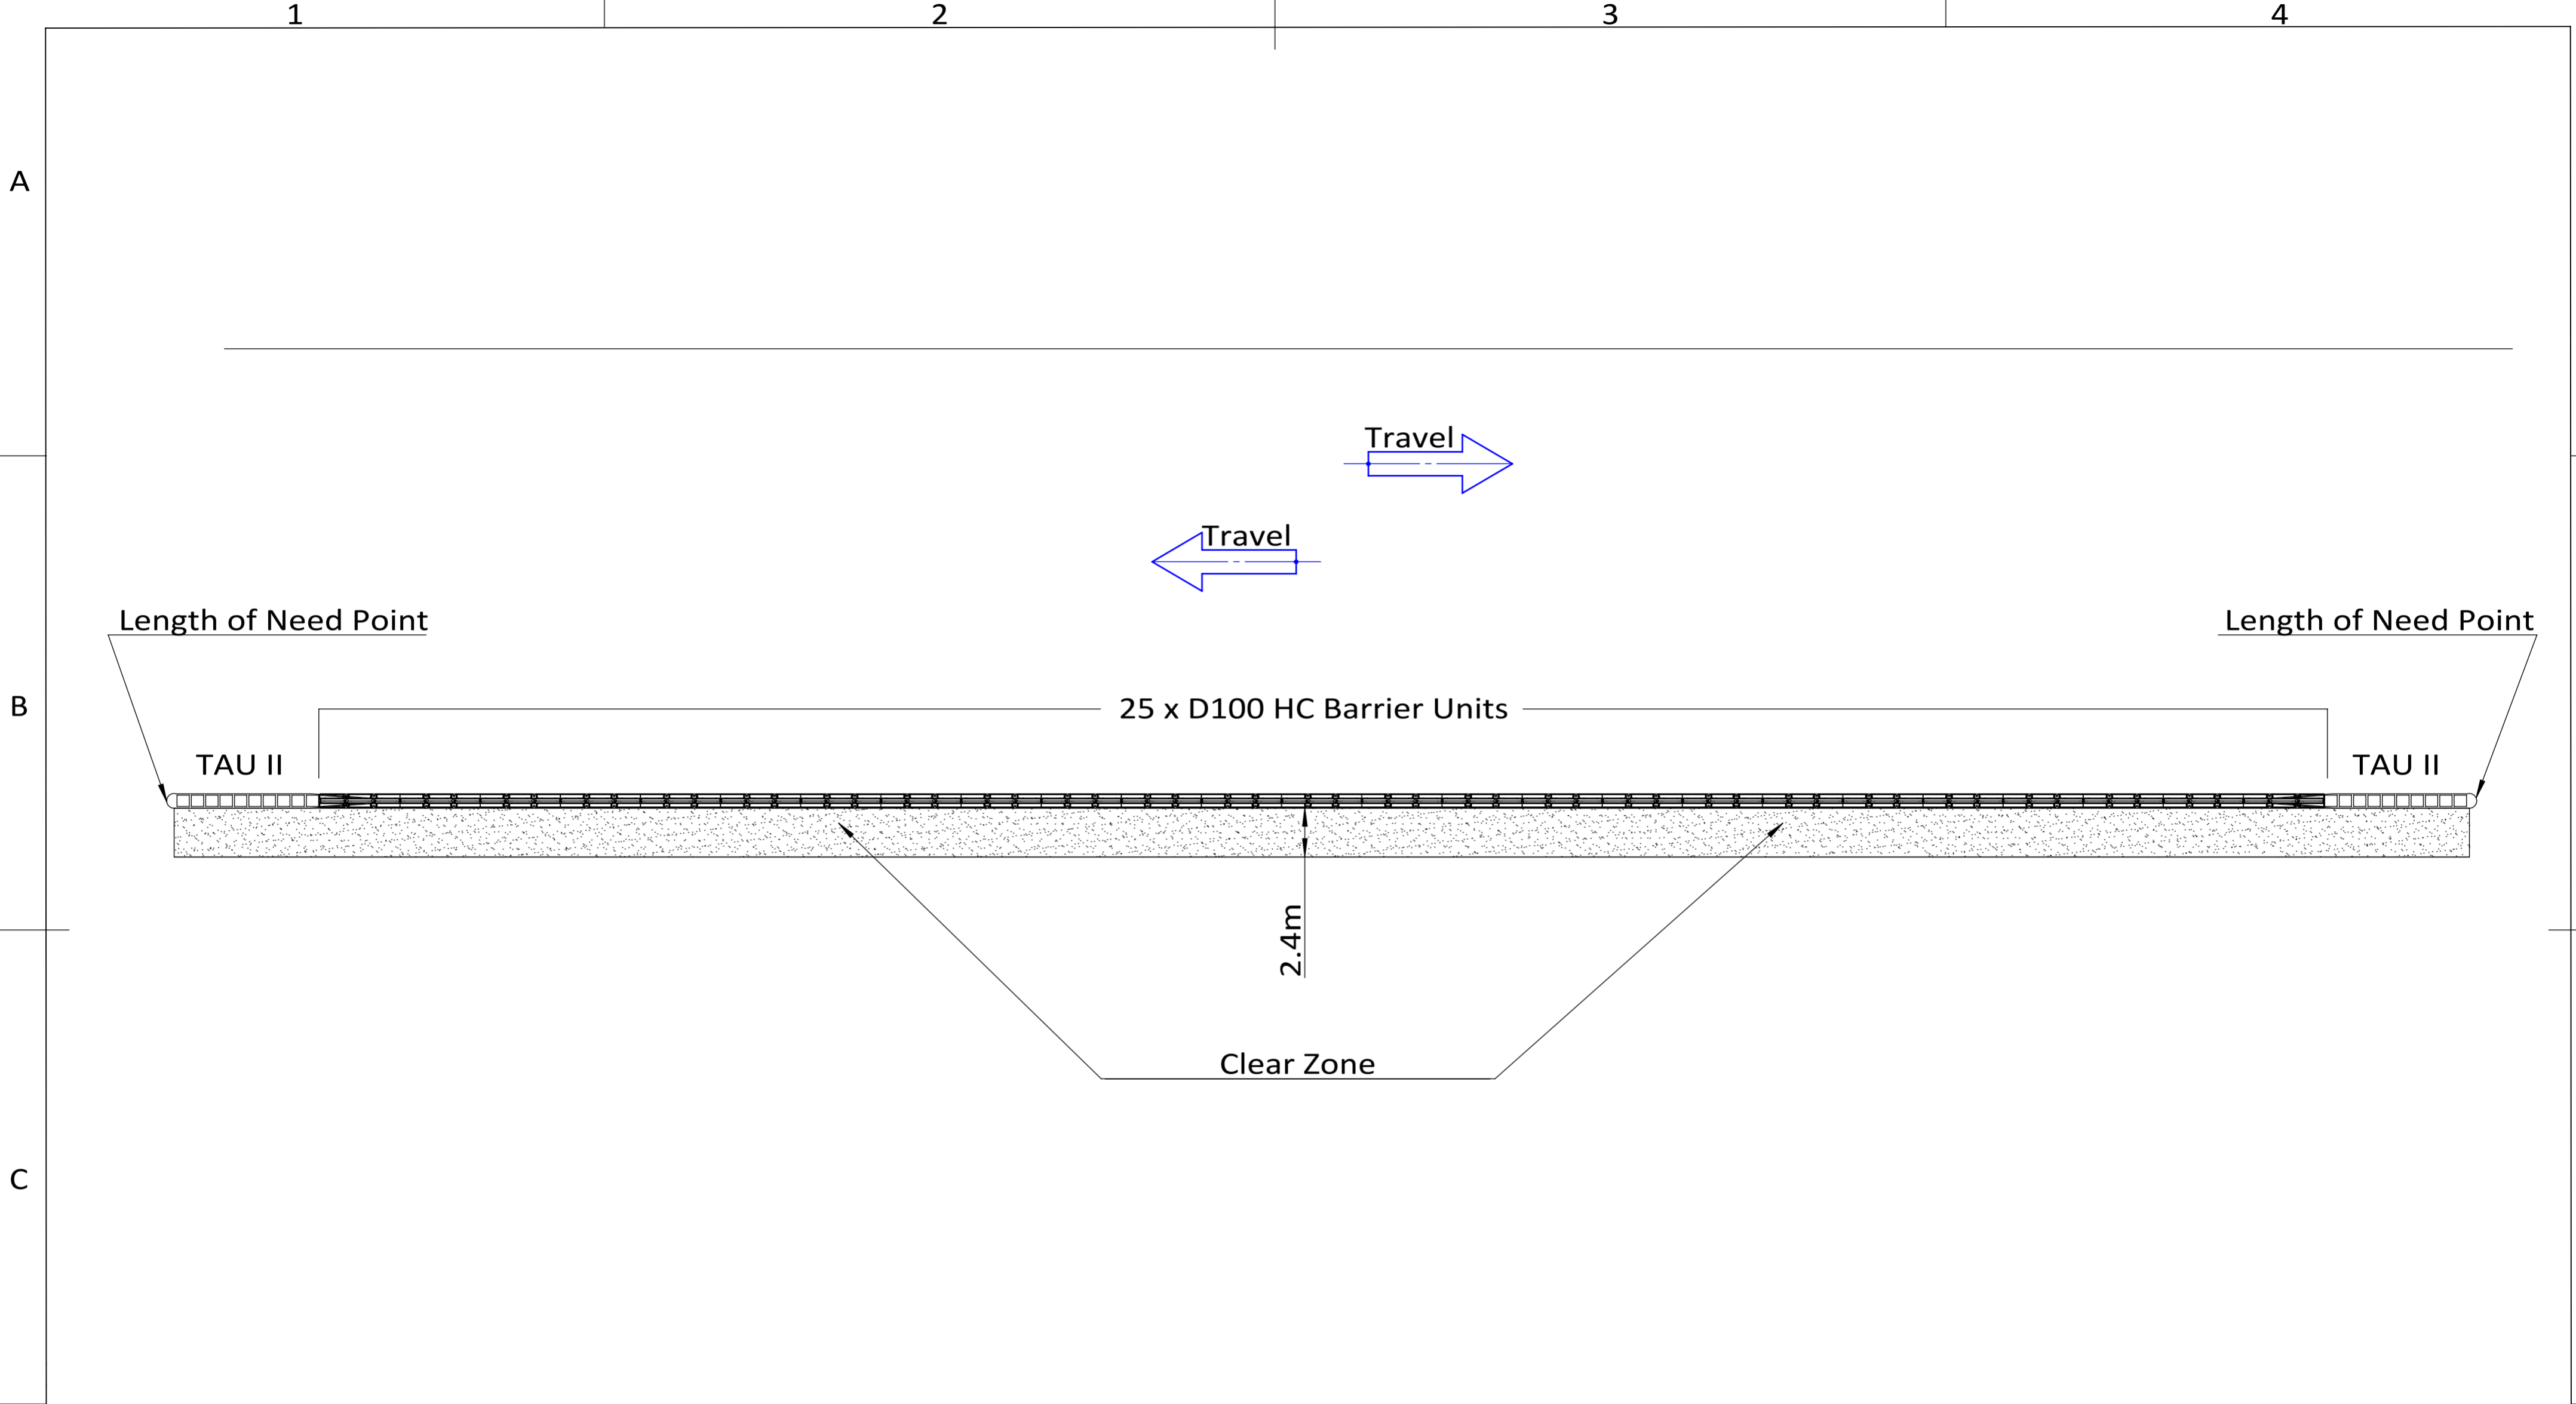 1
2
3
4
A
Travel
Travel
Length of Need Point
Length of Need Point
B
25 x D100 HC Barrier Units
TAU II
TAU II
2.4m
Clear Zone
C